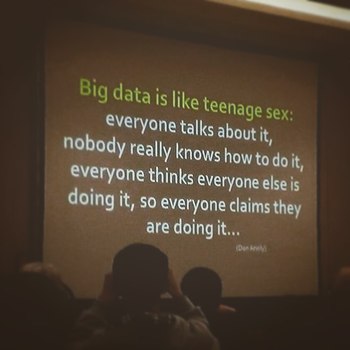 Big data is like teenage sex:
everyone talks about it,
nobody really knows how to do it,
everyone thinks everyone else is
doing it, so everyone claims they
are doing it...
(Dan Ariely)